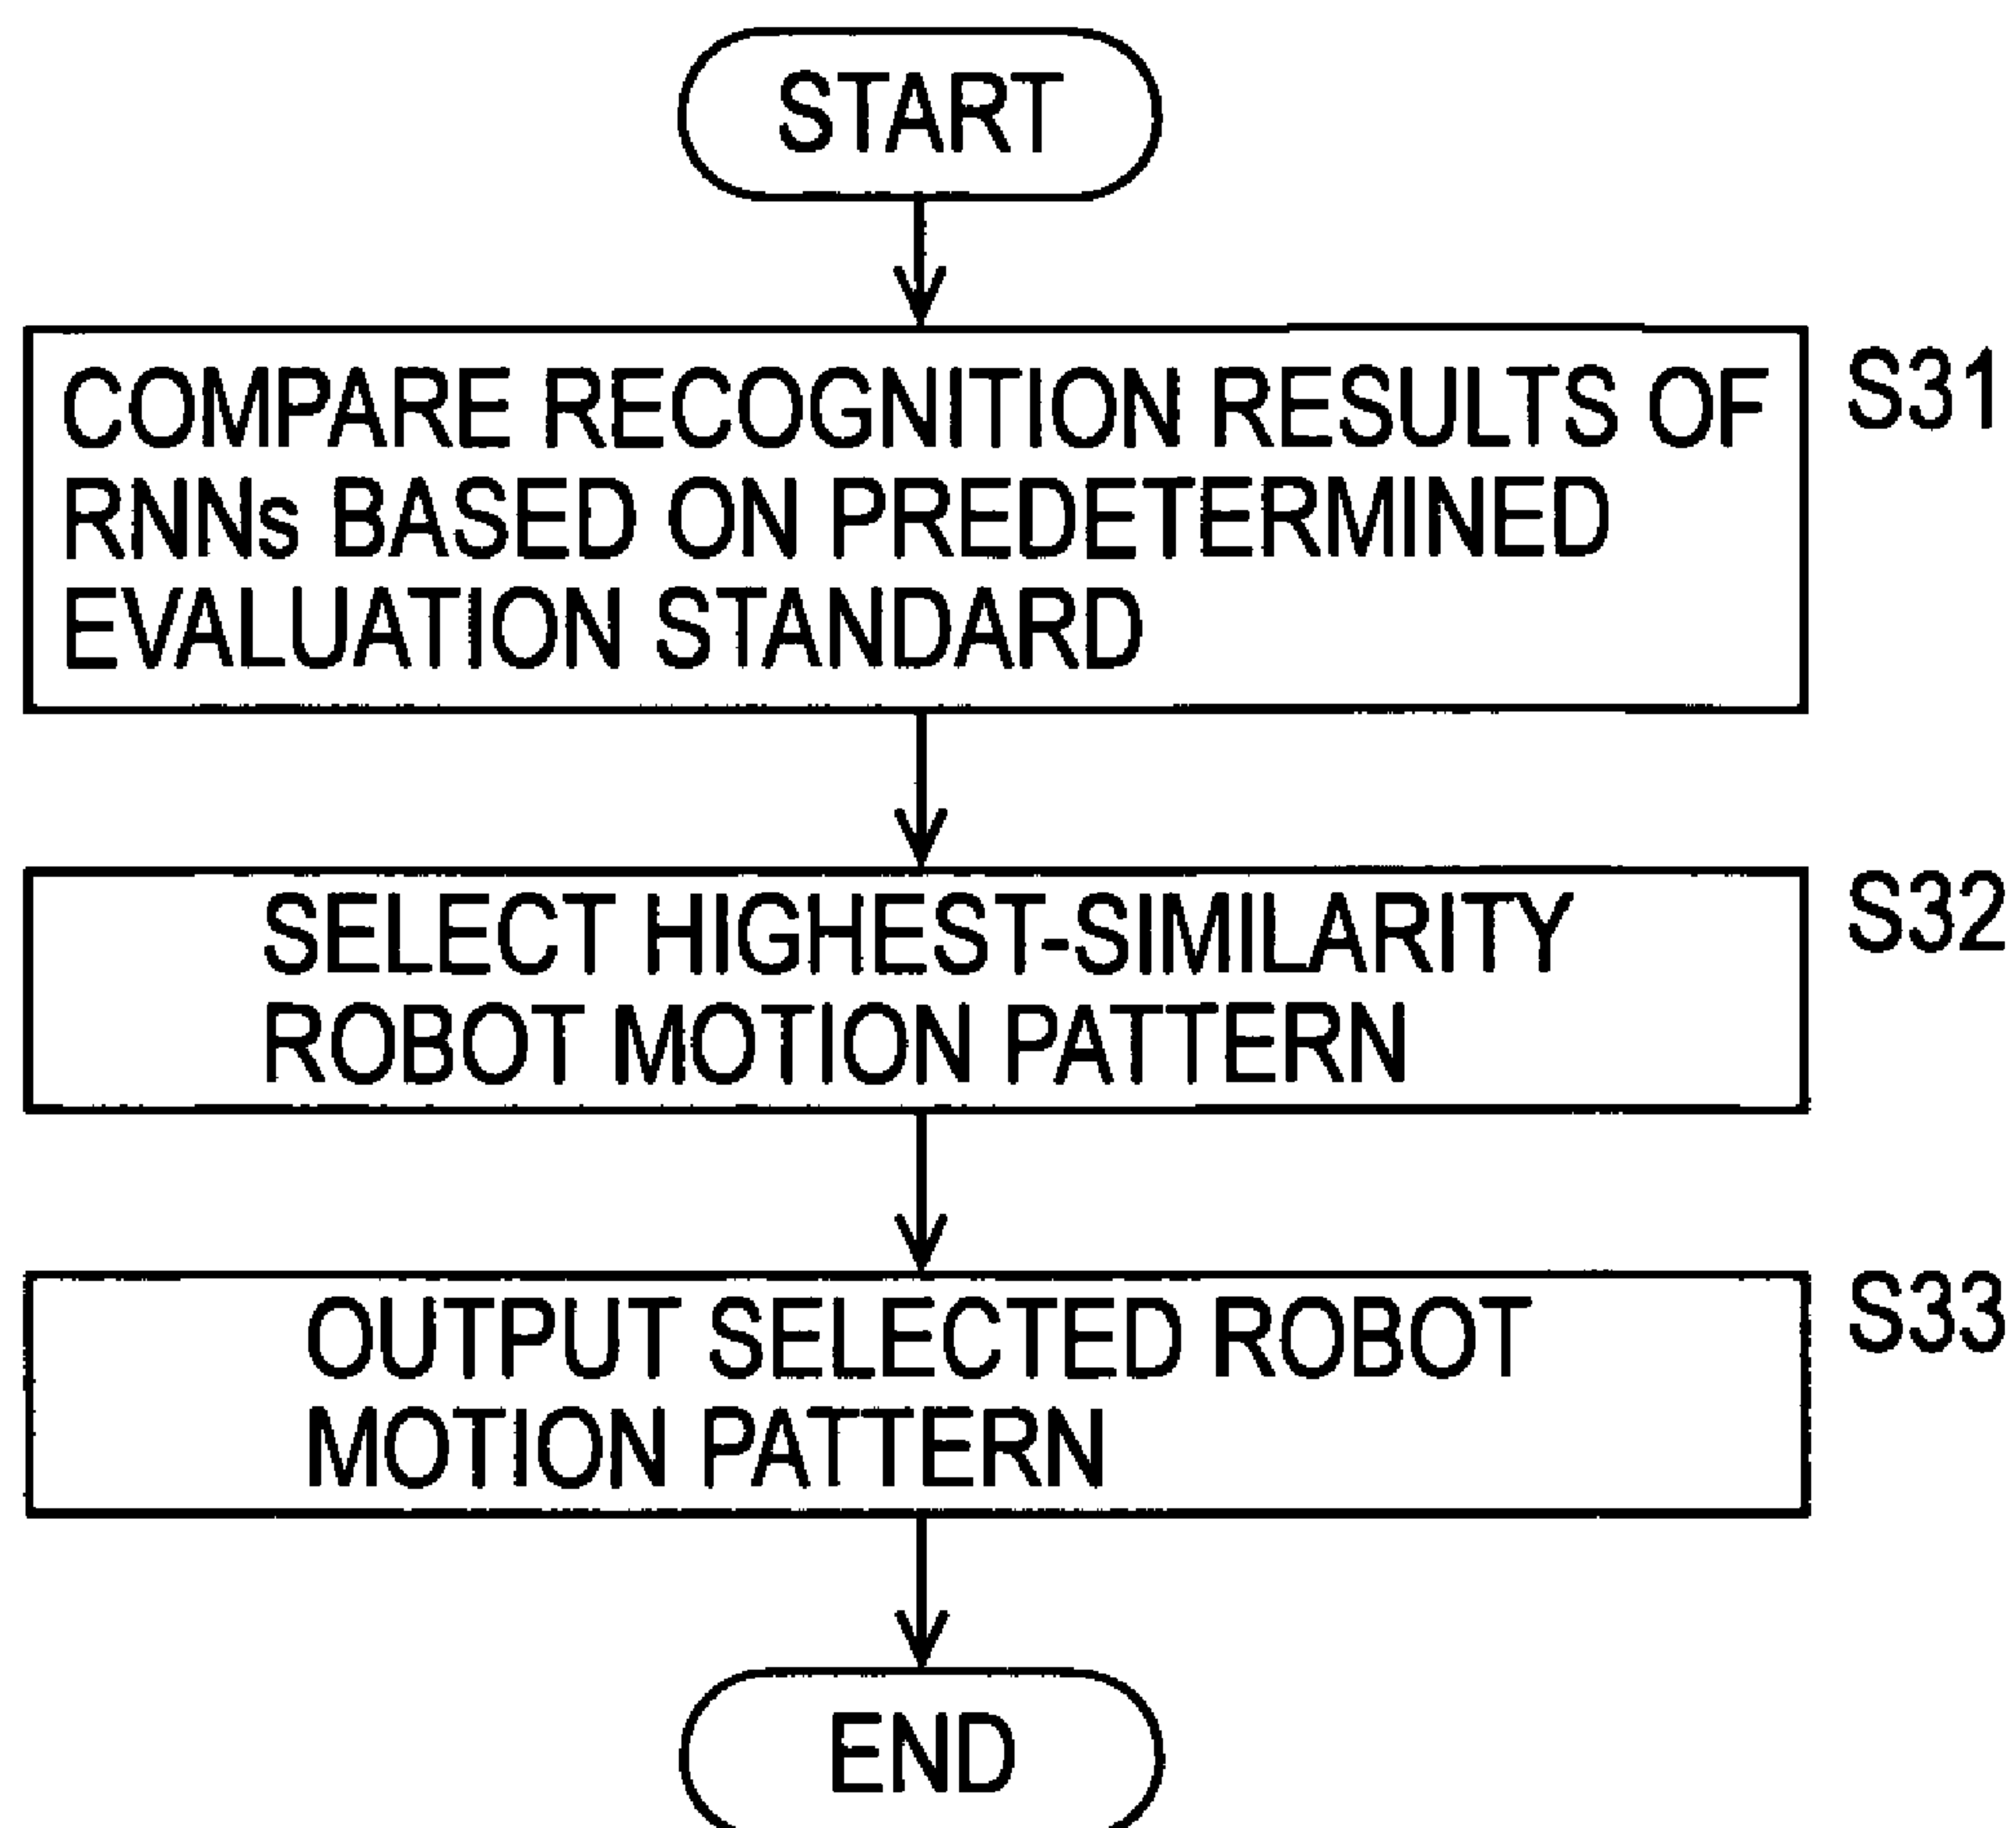 START
COMPARE RECOGNITION RESULTS OF
RNNs BASED ON PREDETERMINED
EVALUATION STANDARD
S31
SELECT HIGHEST-SIMILARITY
ROBOT MOTION PATTERN
S32
OUTPUT SELECTED ROBOT
MOTION PATTERN
S33
END